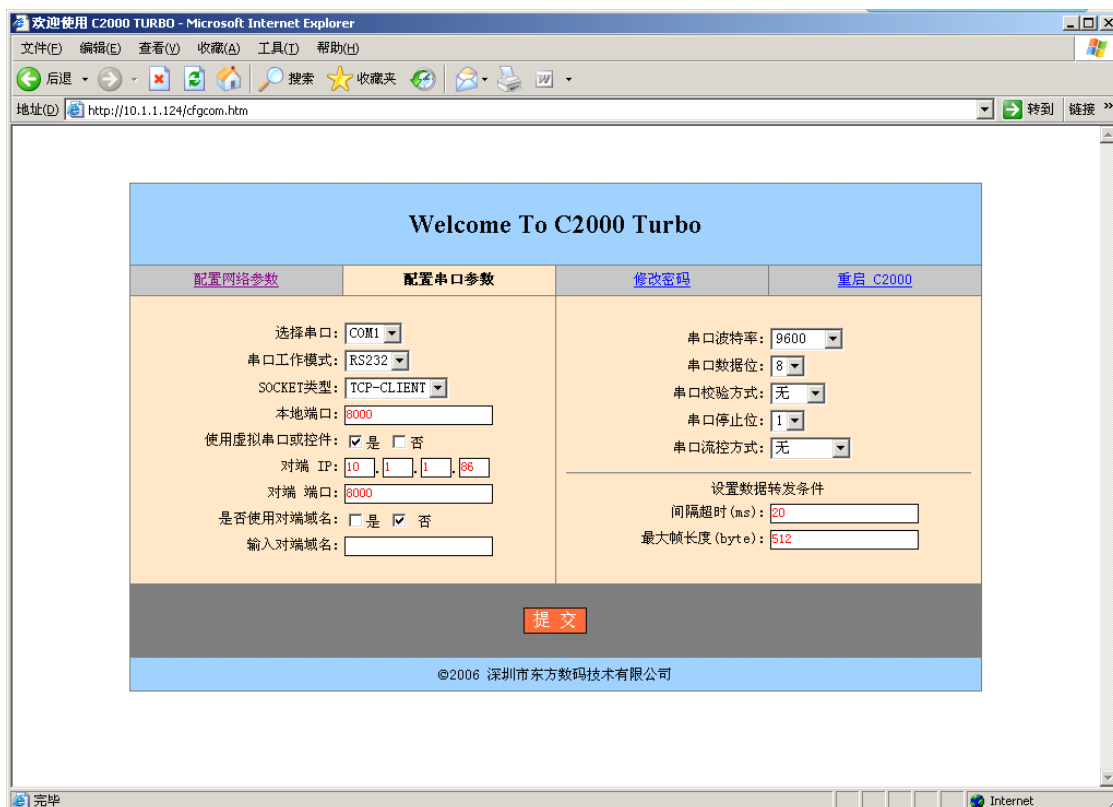 欢迎使用 C2000 TURBO - Microsoft Internet Explorer
文件(F) 编辑(E) 查看(V) 收藏(A) 工具(T) 帮助(H)
后退 搜索 收藏夹
地址(D) http://10.1.1.124/cfgcom.htm 转到 链接 »
Welcome To C2000 Turbo
配置网络参数 配置串口参数 修改密码 重启 C2000
选择串口: COM1
串口工作模式: RS232
SOCKET类型: TCP-CLIENT
本地端口: 8000
使用虚拟串口或控件: 是 否
对端 IP: 10 . 1 . 1 . 86
对端 端口: 8000
是否使用对端域名: 是 否
输入对端域名:
串口波特率: 9600
串口数据位: 8
串口校验方式: 无
串口停止位: 1
串口流控方式: 无
设置数据转发条件
间隔超时(ms): 20
最大帧长度(byte): 512
提 交
©2006 深圳市东方数码技术有限公司
完毕 Internet